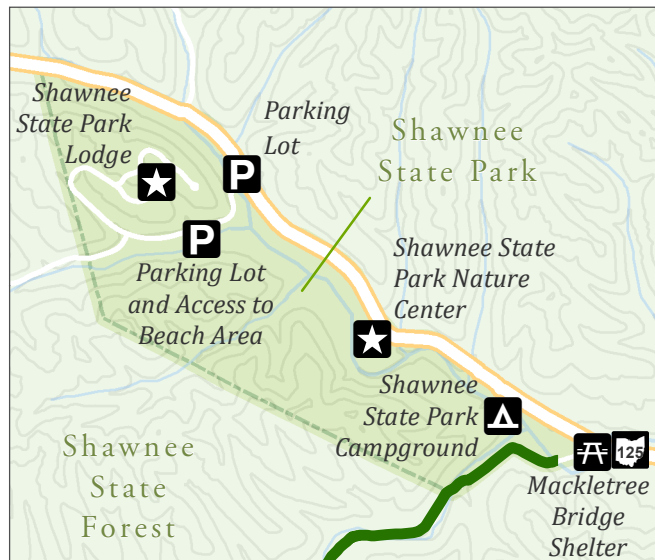 Shawnee
State Park
Lodge
Parking
Lot
Shawnee
State Park
P
P
Parking Lot
and Access to
Beach Area
Shawnee State
Park Nature
Center
Shawnee
State Park
Campground
125
Mackletree
Bridge
Shelter
Shawnee
State
Forest